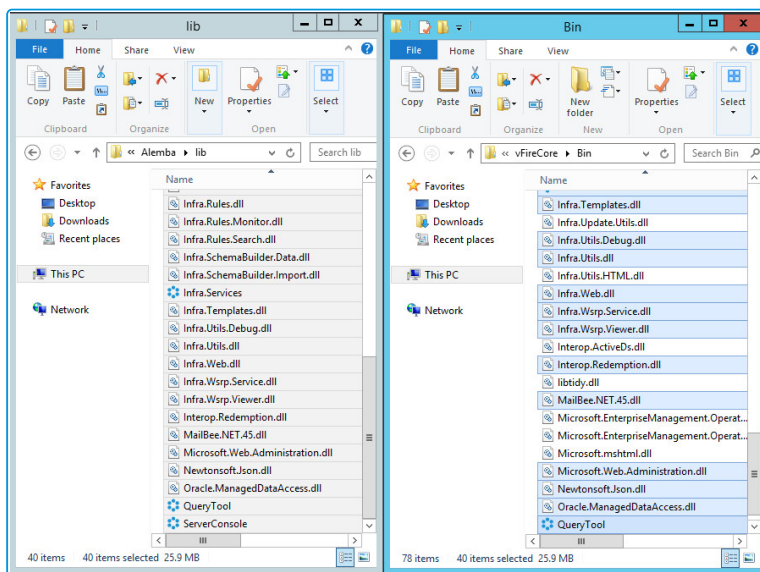 lib
File
Home
Share
View
Copy
Paste
New
Properties
Select
Clipboard
Organize
Open
« Alemba ▸ lib
Search lib
Favorites
Desktop
Downloads
Recent places
This PC
Network
Name
Infra.Rules.dll
Infra.Rules.Monitor.dll
Infra.Rules.Search.dll
Infra.SchemaBuilder.Data.dll
Infra.SchemaBuilder.Import.dll
Infra.Services
Infra.Templates.dll
Infra.Utils.Debug.dll
Infra.Utils.dll
Infra.Web.dll
Infra.Wsrp.Service.dll
Infra.Wsrp.Viewer.dll
Interop.Redemption.dll
MailBee.NET.45.dll
Microsoft.Web.Administration.dll
Newtonsoft.Json.dll
Oracle.ManagedDataAccess.dll
QueryTool
ServerConsole
40 items 40 items selected 25.9 MB
Bin
File
Home
Share
View
Copy
Paste
New
folder
Properties
Select
Clipboard
Organize
New
Open
« vFireCore ▸ Bin
Search Bin
Favorites
Desktop
Downloads
Recent places
This PC
Network
Name
Infra.Templates.dll
Infra.Update.Utils.dll
Infra.Utils.Debug.dll
Infra.Utils.dll
Infra.Utils.HTML.dll
Infra.Web.dll
Infra.Wsrp.Service.dll
Infra.Wsrp.Viewer.dll
Interop.ActiveDs.dll
Interop.Redemption.dll
libtidy.dll
MailBee.NET.45.dll
Microsoft.EnterpriseManagement.Operat...
Microsoft.EnterpriseManagement.Operat...
Microsoft.mshtml.dll
Microsoft.Web.Administration.dll
Newtonsoft.Json.dll
Oracle.ManagedDataAccess.dll
QueryTool
78 items 40 items selected 25.9 MB